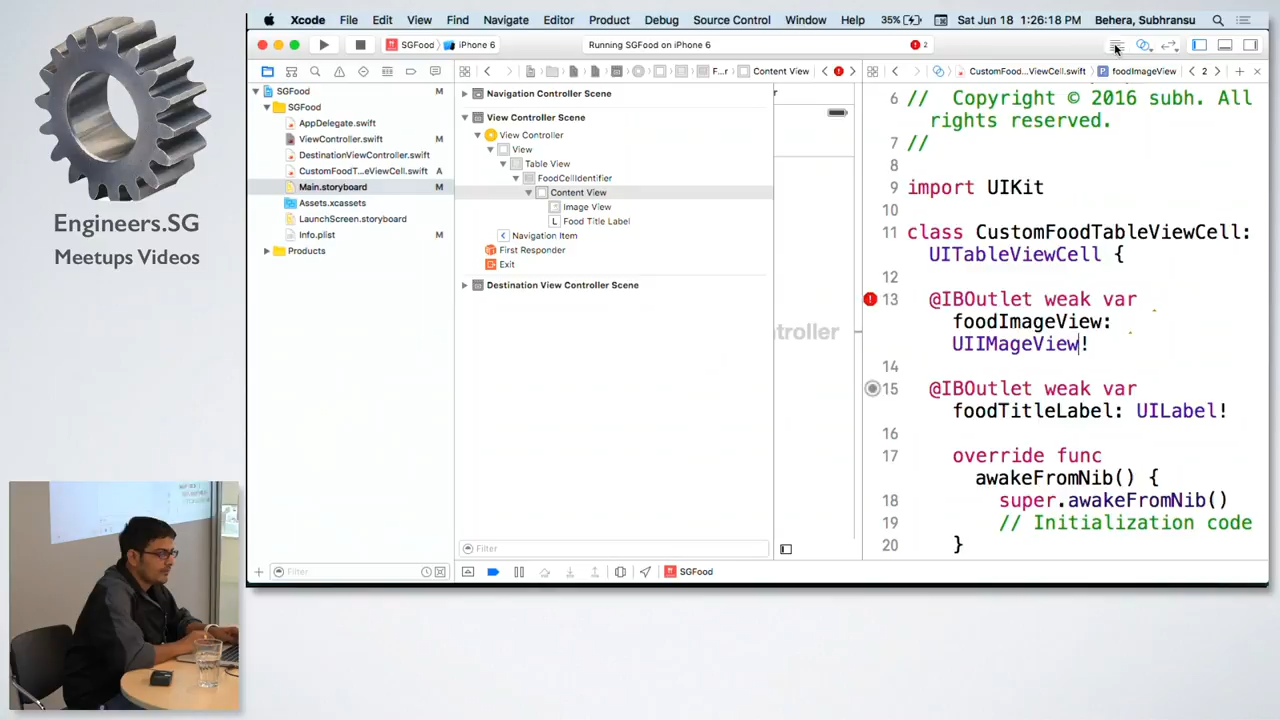 Xcode File Edit View Find Navigate Editor Product Debug Source Control Window Help 35% Sat Jun 18 1:26:18 PM Behera, Subhransu
SGFood iPhone 6 Running SGFood on iPhone 6 2
F...r Content View CustomFood...ViewCell.swift P foodImageView 2
SGFood M
SGFood
AppDelegate.swift
ViewController.swift M
DestinationViewController.swift M
CustomFoodT...eViewCell.swift A
Main.storyboard M
Assets.xcassets
LaunchScreen.storyboard
Info.plist M
Products
Navigation Controller Scene
View Controller Scene
View Controller
View
Table View
FoodCellIdentifier
Content View
Image View
L Food Title Label
Navigation Item
First Responder
Exit
Destination View Controller Scene
Filter
Filter
SGFood
6 // Copyright © 2016 subh. All
rights reserved.
7 //
8
9 import UIKit
10
11 class CustomFoodTableViewCell:
UITableViewCell {
12
13 @IBOutlet weak var
foodImageView:
UIIMageView!
14
15 @IBOutlet weak var
foodTitleLabel: UILabel!
16
17 override func
awakeFromNib() {
18 super.awakeFromNib()
19 // Initialization code
20 }
Engineers.SG
Meetups Videos